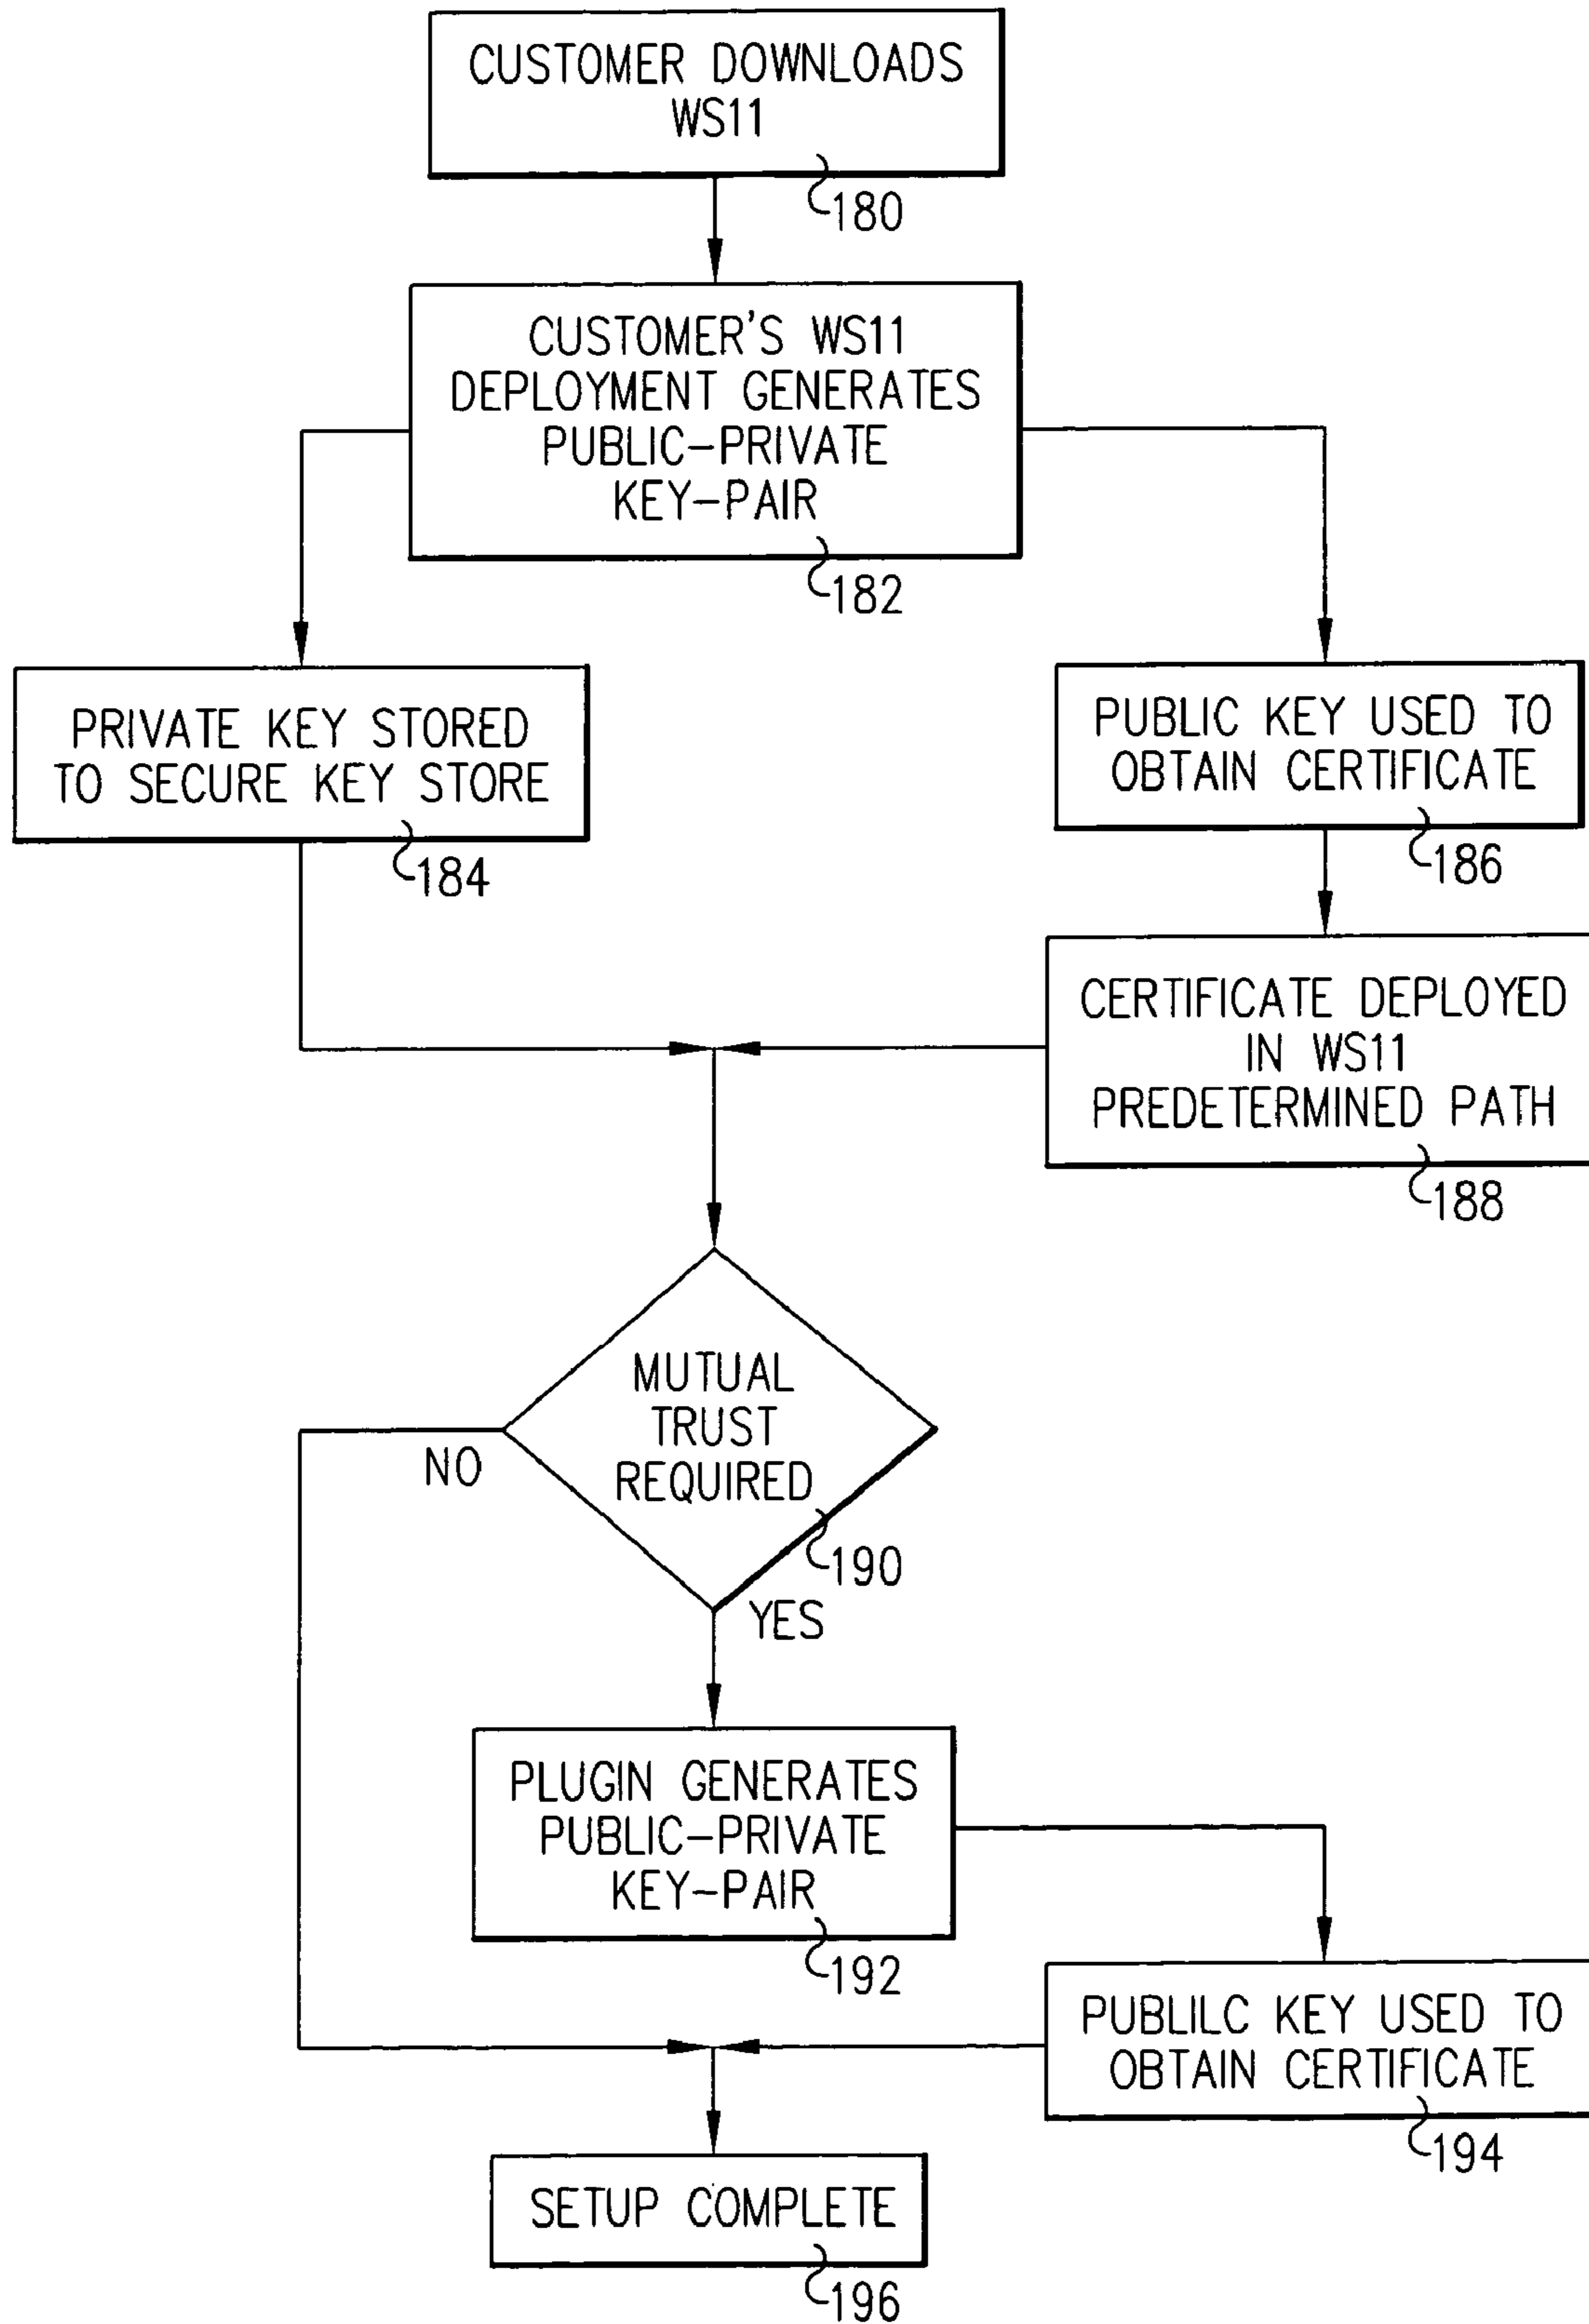 CUSTOMER DOWNLOADS
WS11
180
CUSTOMER'S WS11
DEPLOYMENT GENERATES
PUBLIC-PRIVATE
KEY-PAIR
182
PRIVATE KEY STORED
TO SECURE KEY STORE
184
PUBLIC KEY USED TO
OBTAIN CERTIFICATE
186
CERTIFICATE DEPLOYED
IN WS11
PREDETERMINED PATH
188
MUTUAL
TRUST
REQUIRED
190
NO
YES
PLUGIN GENERATES
PUBLIC-PRIVATE
KEY-PAIR
192
PUBLILC KEY USED TO
OBTAIN CERTIFICATE
194
SETUP COMPLETE
196